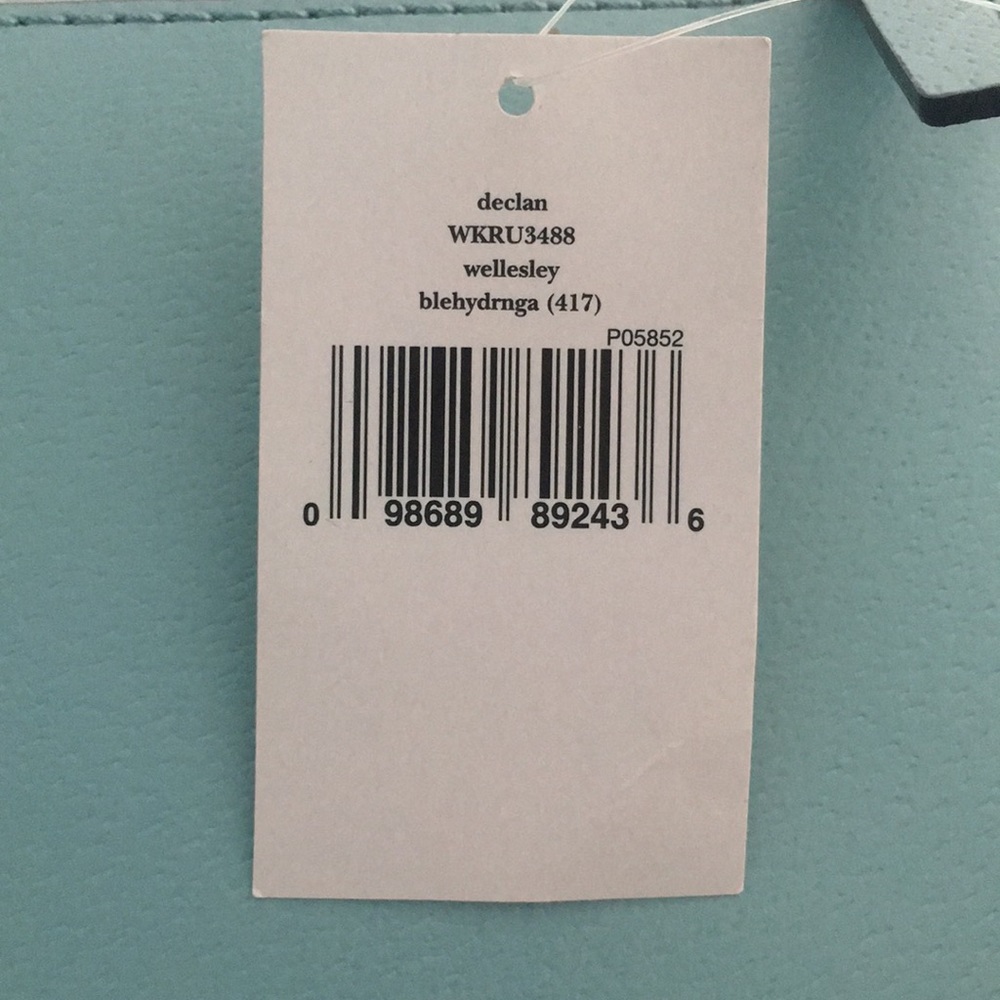 declan
WKRU3488
wellesley
blehydrnga (417)
P05852
0 98689 89243 6